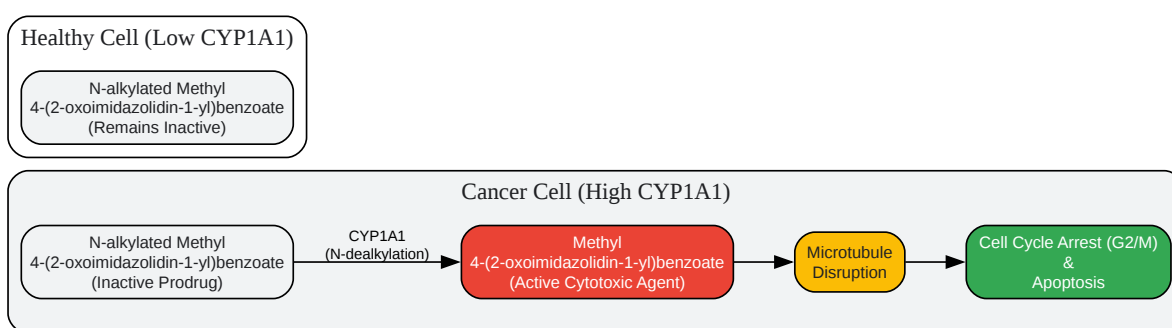 Healthy Cell (Low CYP1A1)
N-alkylated Methyl
4-(2-oxoimidazolidin-1-yl)benzoate
(Remains Inactive)
Cancer Cell (High CYP1A1)
N-alkylated Methyl
4-(2-oxoimidazolidin-1-yl)benzoate
(Inactive Prodrug)
CYP1A1
(N-dealkylation)
Methyl
4-(2-oxoimidazolidin-1-yl)benzoate
(Active Cytotoxic Agent)
Microtubule
Disruption
Cell Cycle Arrest (G2/M)
&
Apoptosis